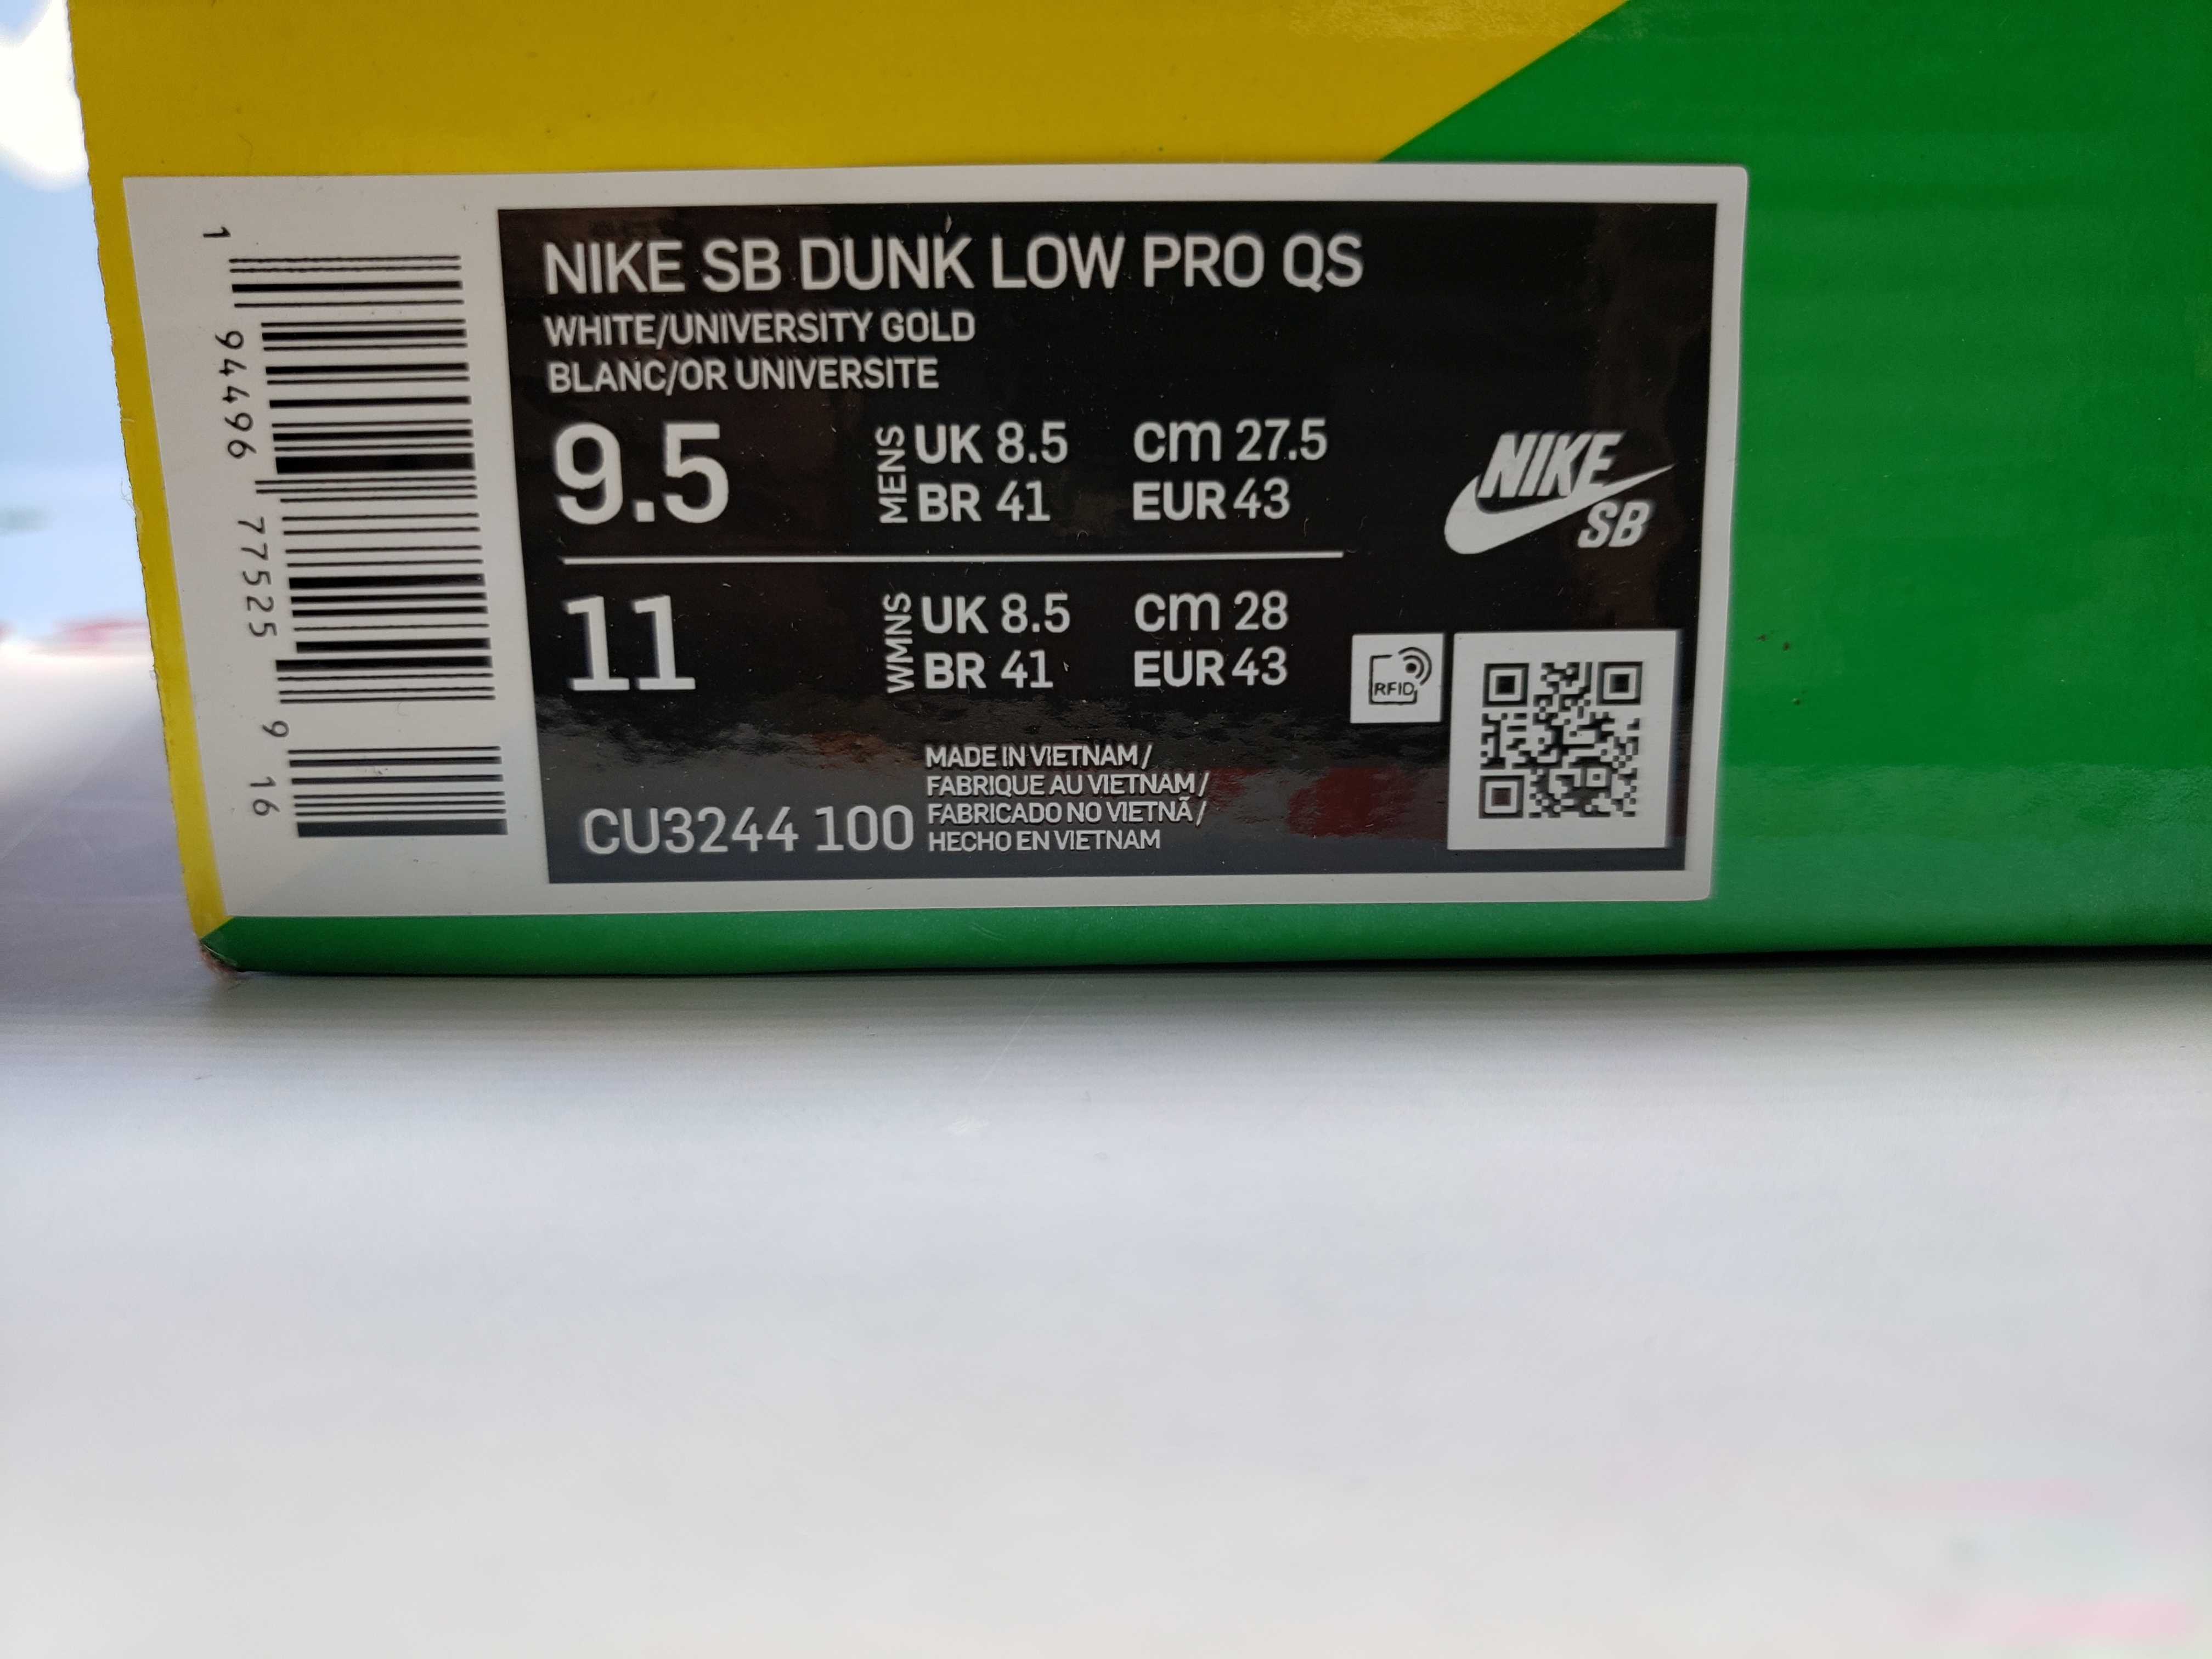 NIKE SB DUNK LOW PRO QS
WHITE/UNIVERSITY GOLD
BLANC/OR UNIVERSITE
9.5 MENS UK 8.5 cm 27.5
BR 41 EUR 43
11 WMNS UK 8.5 cm 28
BR 41 EUR 43
NIKE
SB
RFID
MADE IN VIETNAM /
FABRIQUE AU VIETNAM /
FABRICADO NO VIETNÃ /
HECHO EN VIETNAM
CU3244 100
1 94496 77525 9 16